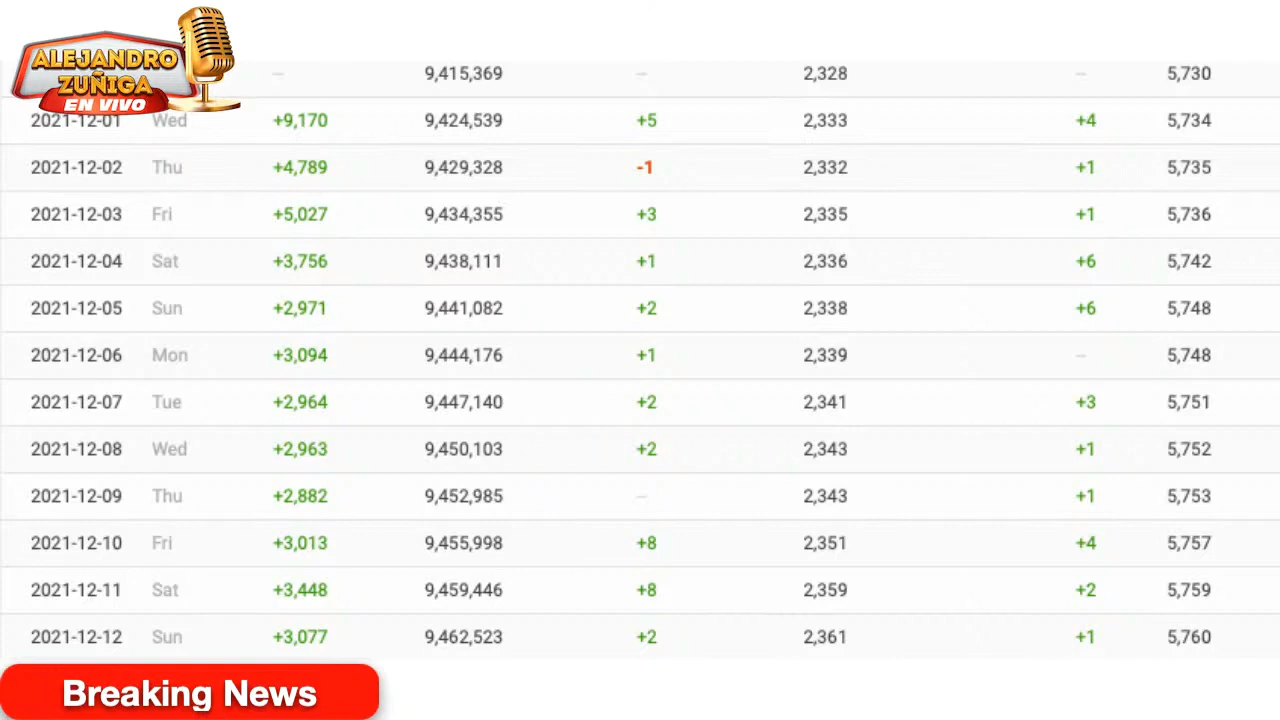 ALEJANDRO
ZUÑIGA
EN VIVO
– 9,415,369 – 2,328 – 5,730
2021-12-01 Wed +9,170 9,424,539 +5 2,333 +4 5,734
2021-12-02 Thu +4,789 9,429,328 -1 2,332 +1 5,735
2021-12-03 Fri +5,027 9,434,355 +3 2,335 +1 5,736
2021-12-04 Sat +3,756 9,438,111 +1 2,336 +6 5,742
2021-12-05 Sun +2,971 9,441,082 +2 2,338 +6 5,748
2021-12-06 Mon +3,094 9,444,176 +1 2,339 – 5,748
2021-12-07 Tue +2,964 9,447,140 +2 2,341 +3 5,751
2021-12-08 Wed +2,963 9,450,103 +2 2,343 +1 5,752
2021-12-09 Thu +2,882 9,452,985 – 2,343 +1 5,753
2021-12-10 Fri +3,013 9,455,998 +8 2,351 +4 5,757
2021-12-11 Sat +3,448 9,459,446 +8 2,359 +2 5,759
2021-12-12 Sun +3,077 9,462,523 +2 2,361 +1 5,760
Breaking News